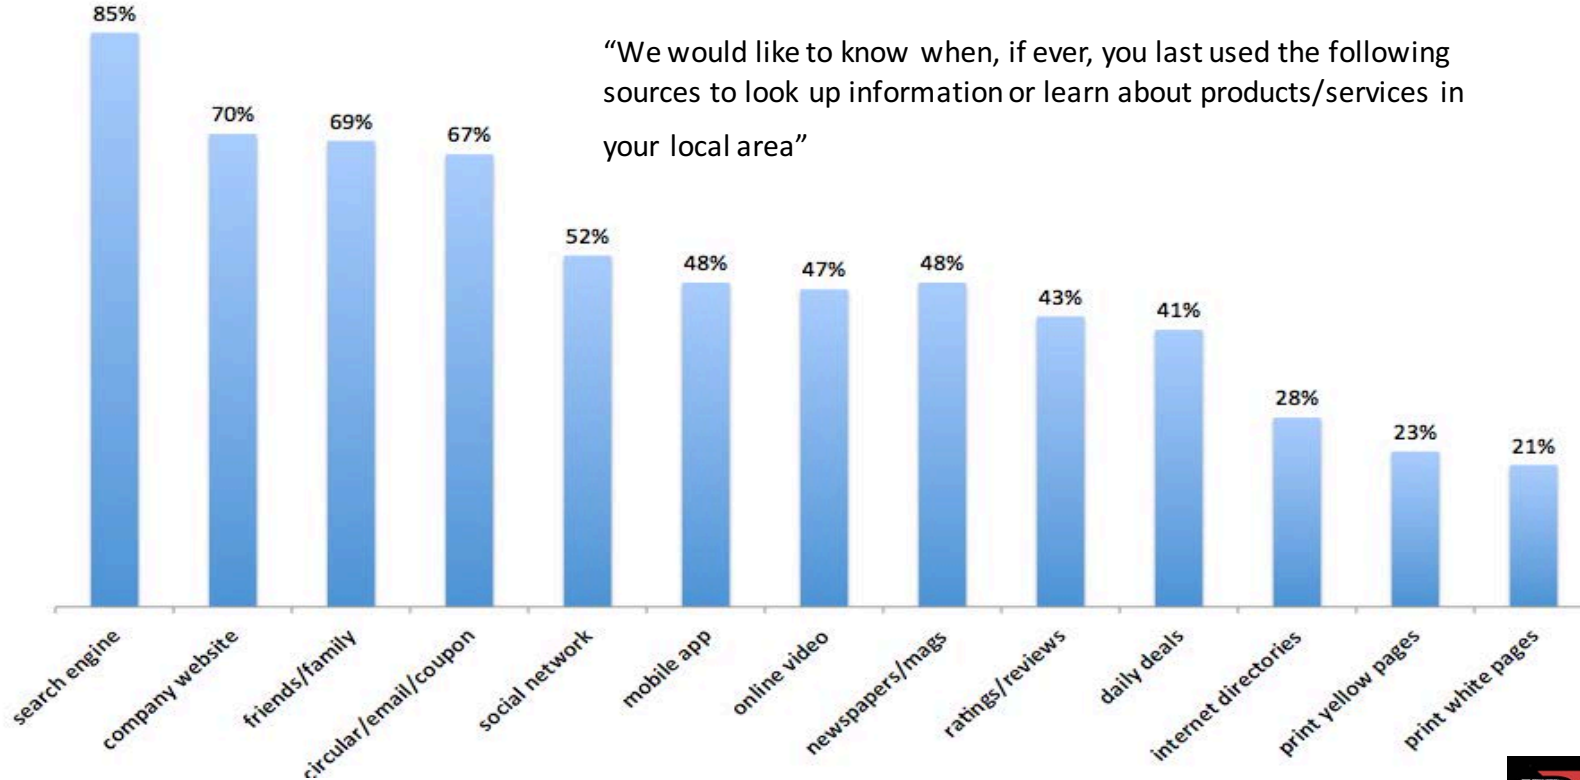 85%
“We would like to know when, if ever, you last used the following
sources to look up information or learn about products/services in
your local area”
70%
69%
67%
52%
48%
47%
48%
43%
41%
28%
23%
21%
search engine
company website
friends/family
circular/email/coupon
social network
mobile app
online video
newspapers/mags
ratings/reviews
daily deals
internet directories
print yellow pages
print white pages